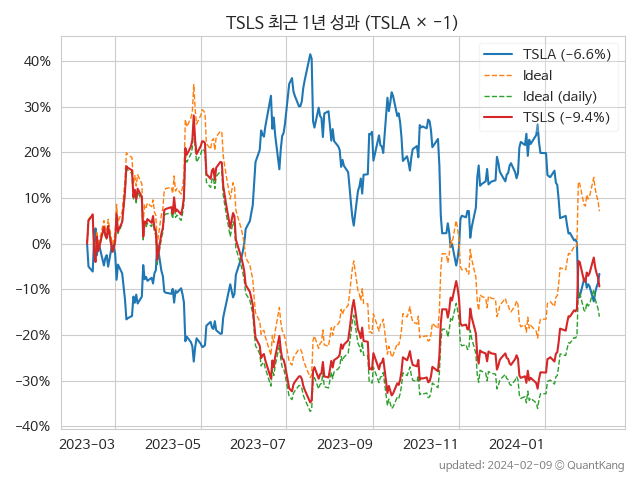 TSLS 최근 1년 성과 (TSLA × −1)
TSLA (−6.6%)
Ideal
Ideal (daily)
TSLS (−9.4%)
40%
30%
20%
10%
0%
−10%
−20%
−30%
−40%
2023−03 2023−05 2023−07 2023−09 2023−11 2024−01
updated: 2024-02-09 © QuantKang